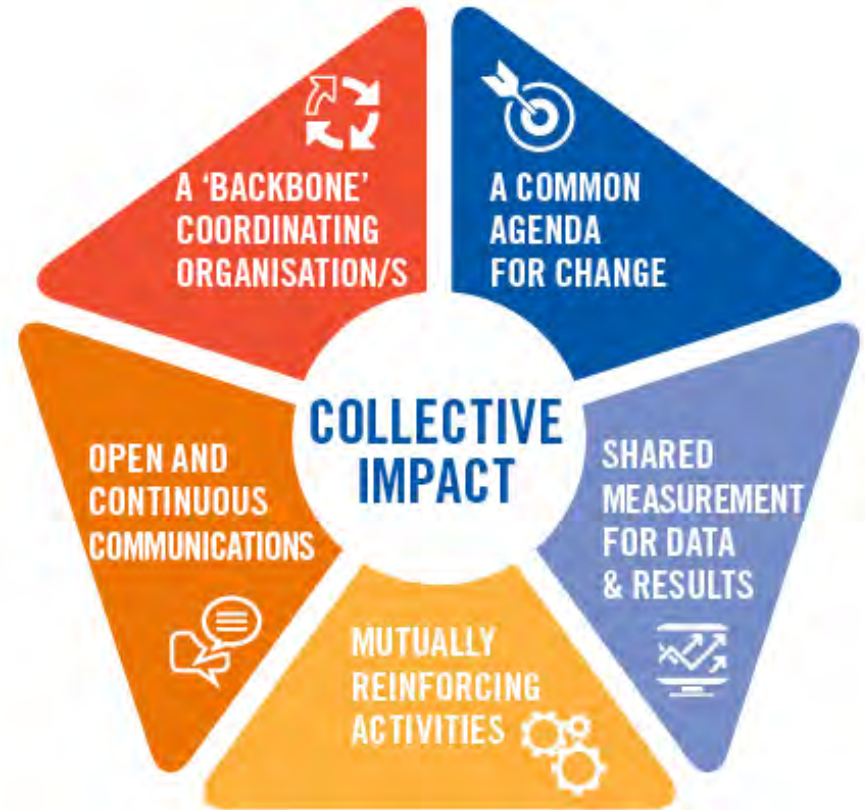 A 'BACKBONE'
COORDINATING
ORGANISATION/S
A COMMON
AGENDA
FOR CHANGE
COLLECTIVE
IMPACT
OPEN AND
CONTINUOUS
COMMUNICATIONS
SHARED
MEASUREMENT
FOR DATA
& RESULTS
MUTUALLY
REINFORCING
ACTIVITIES